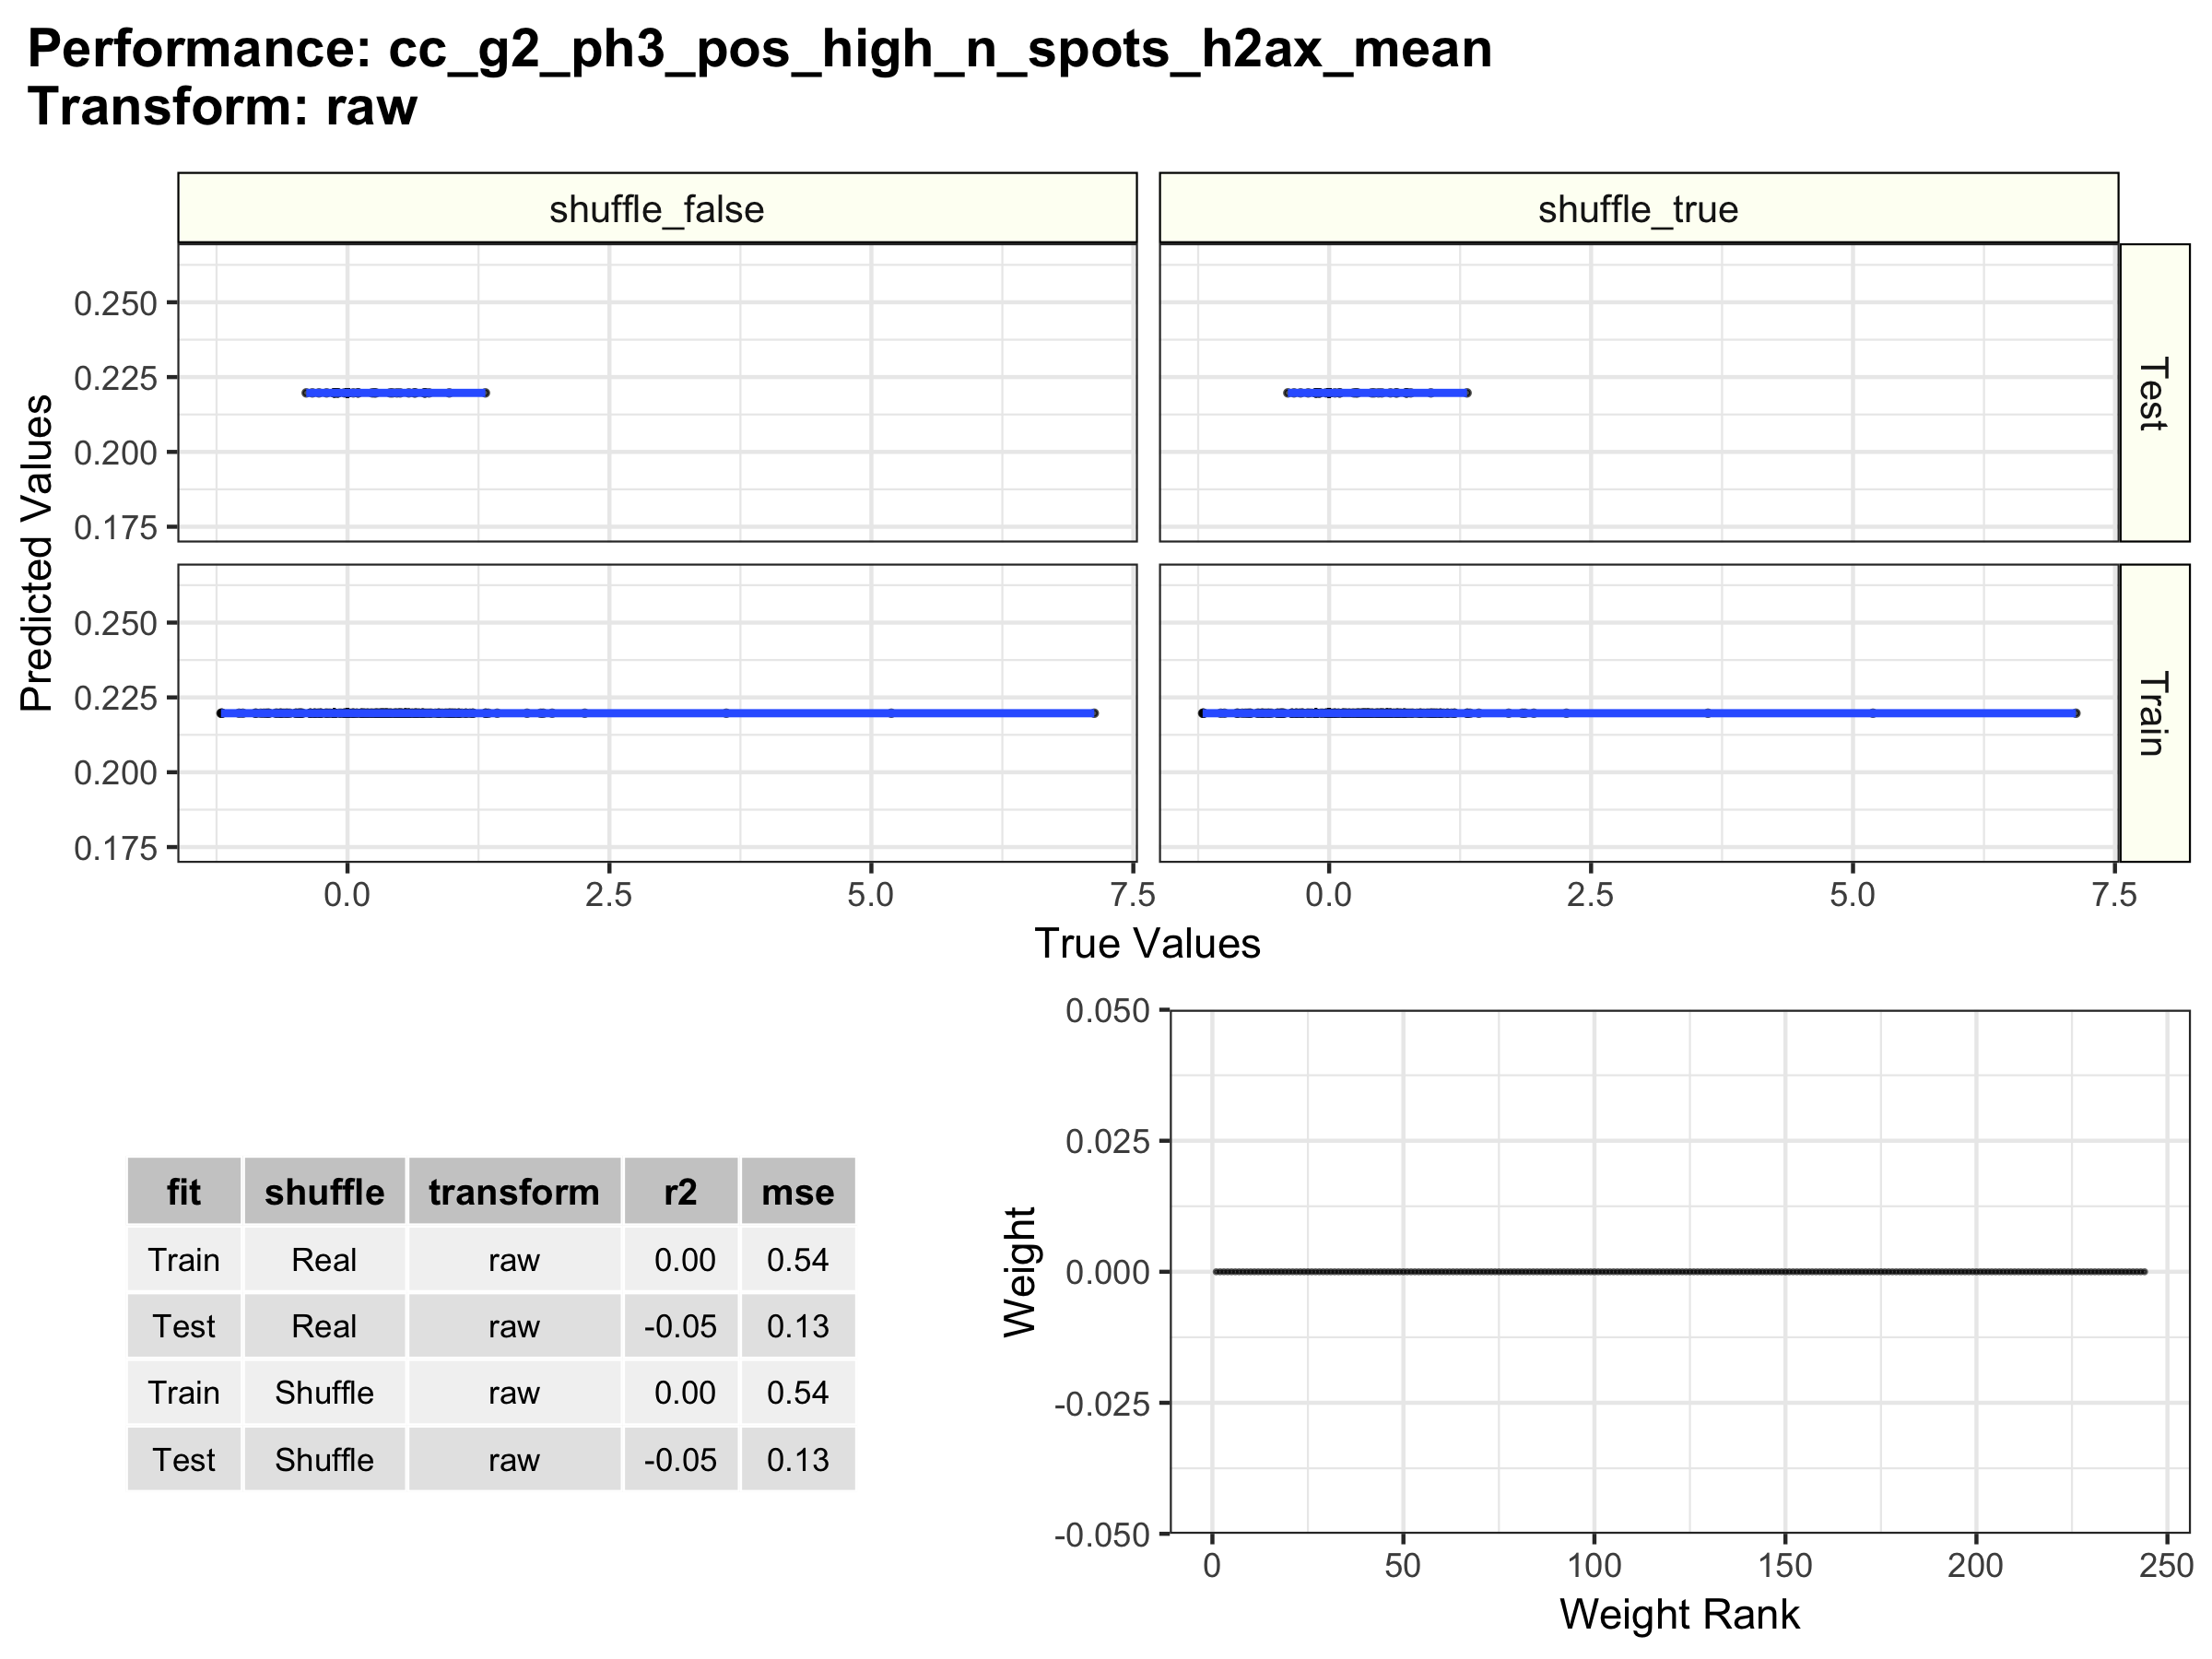 Performance: cc_g2_ph3_pos_high_n_spots_h2ax_mean
Transform: raw
shuffle_false
shuffle_true
0.250
0.225
0.200
0.175
Test
0.250
0.225
0.200
0.175
Train
Predicted Values
0.0
2.5
5.0
7.5
0.0
2.5
5.0
7.5
True Values
fit shuffle transform r2 mse
Train Real raw 0.00 0.54
Test Real raw -0.05 0.13
Train Shuffle raw 0.00 0.54
Test Shuffle raw -0.05 0.13
0.050
0.025
0.000
-0.025
-0.050
Weight
0
50
100
150
200
250
Weight Rank